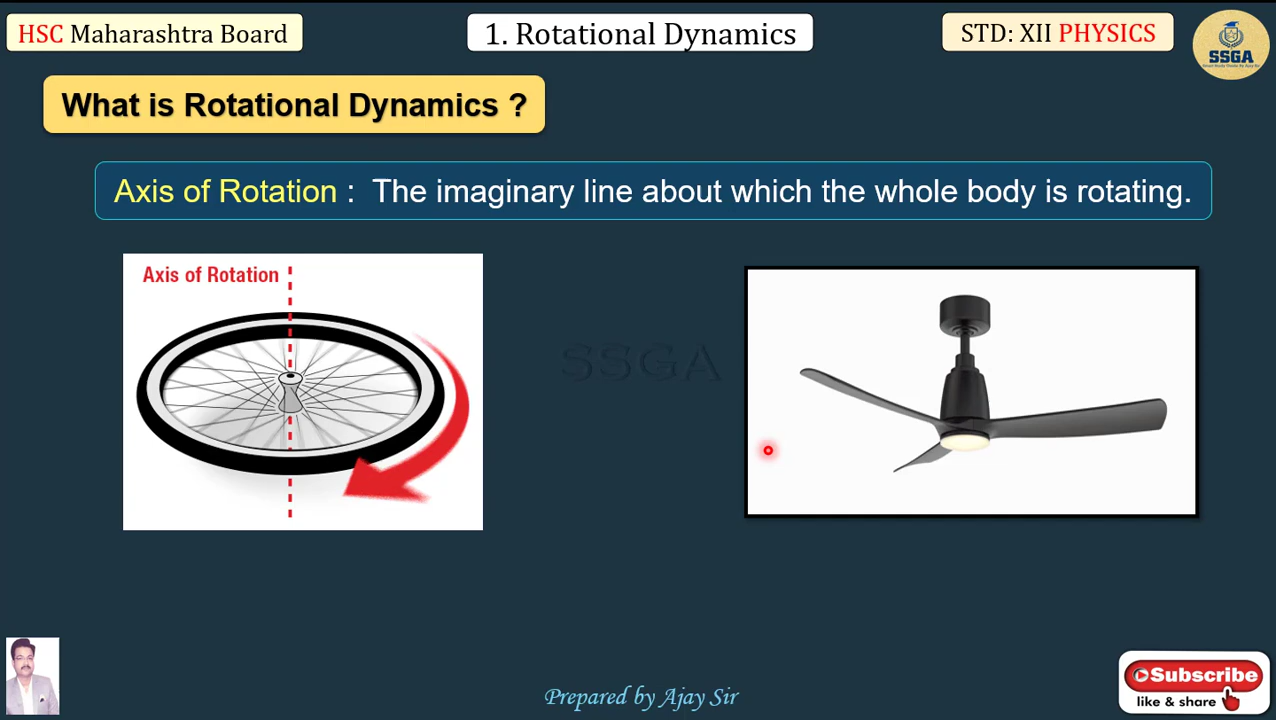 HSC Maharashtra Board
1. Rotational Dynamics
STD: XII PHYSICS
SSGA
What is Rotational Dynamics ?
Axis of Rotation : The imaginary line about which the whole body is rotating.
Axis of Rotation
SSGA
Prepared by Ajay Sir
Subscribe
like & share